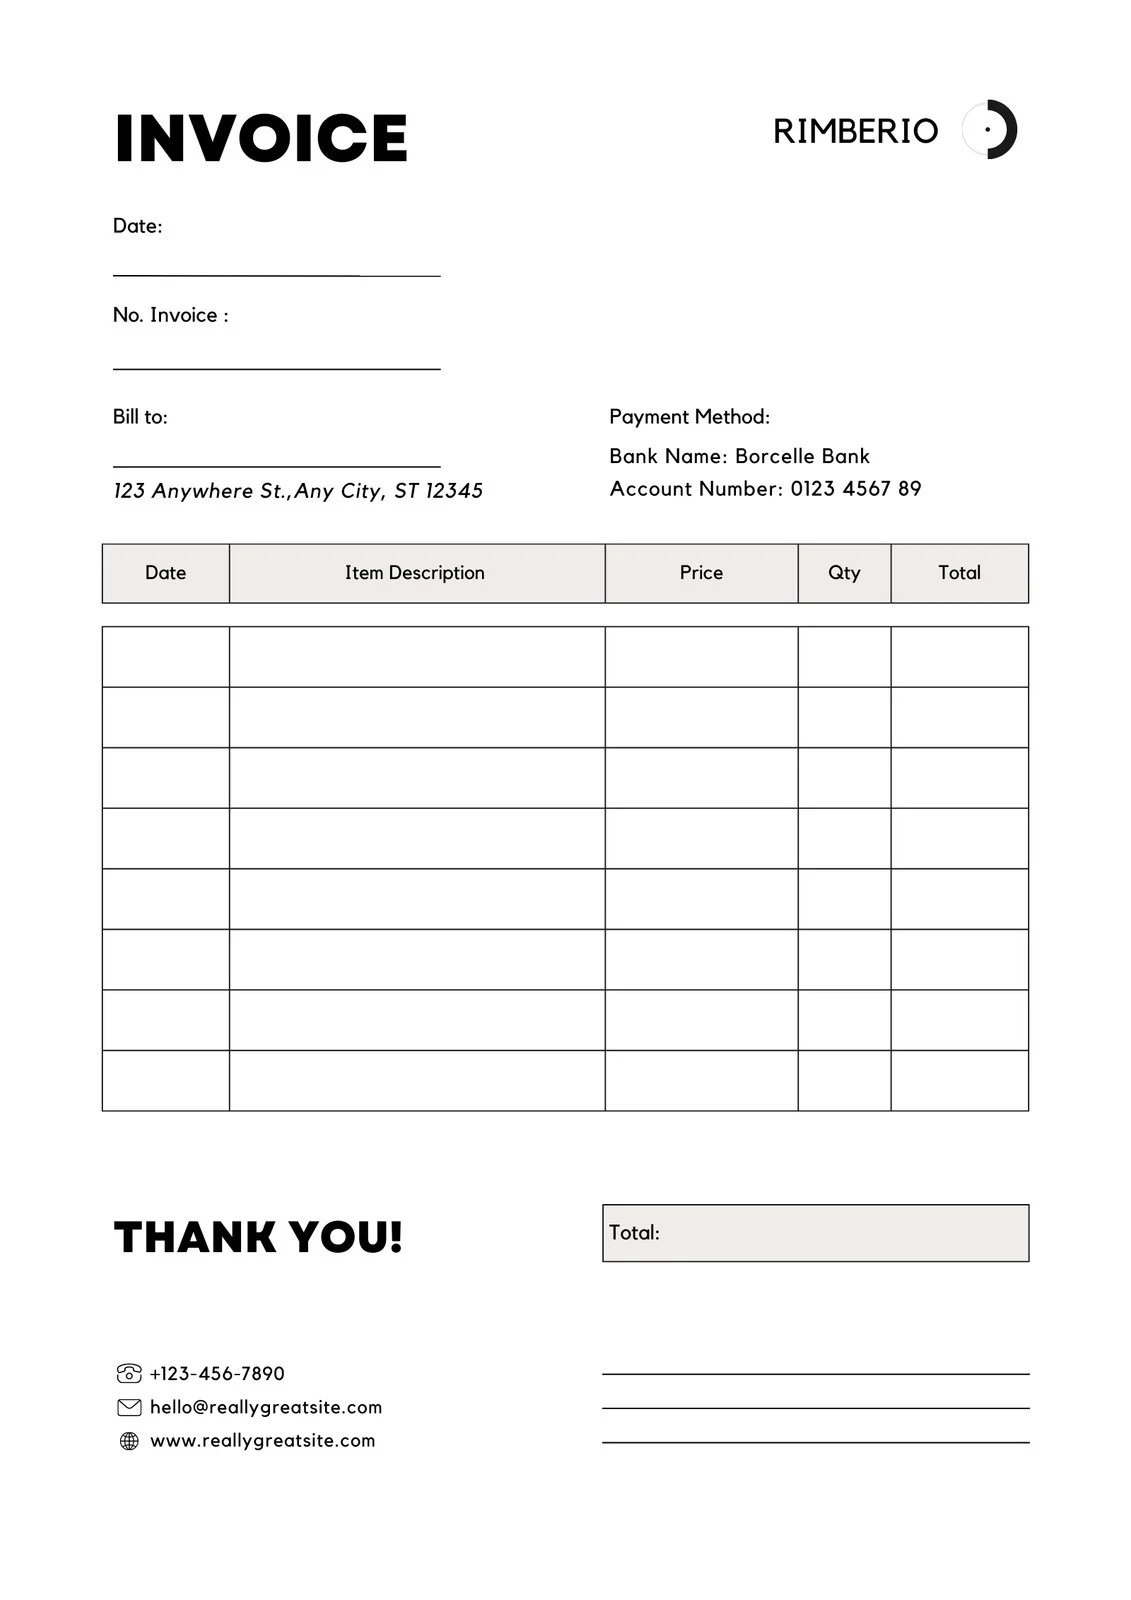 INVOICE
RIMBERIO
Date:
No. Invoice :
Bill to:
123 Anywhere St.,Any City, ST 12345
Payment Method:
Bank Name: Borcelle Bank
Account Number: 0123 4567 89
Date Item Description Price Qty Total
THANK YOU!
Total:
+123-456-7890
hello@reallygreatsite.com
www.reallygreatsite.com